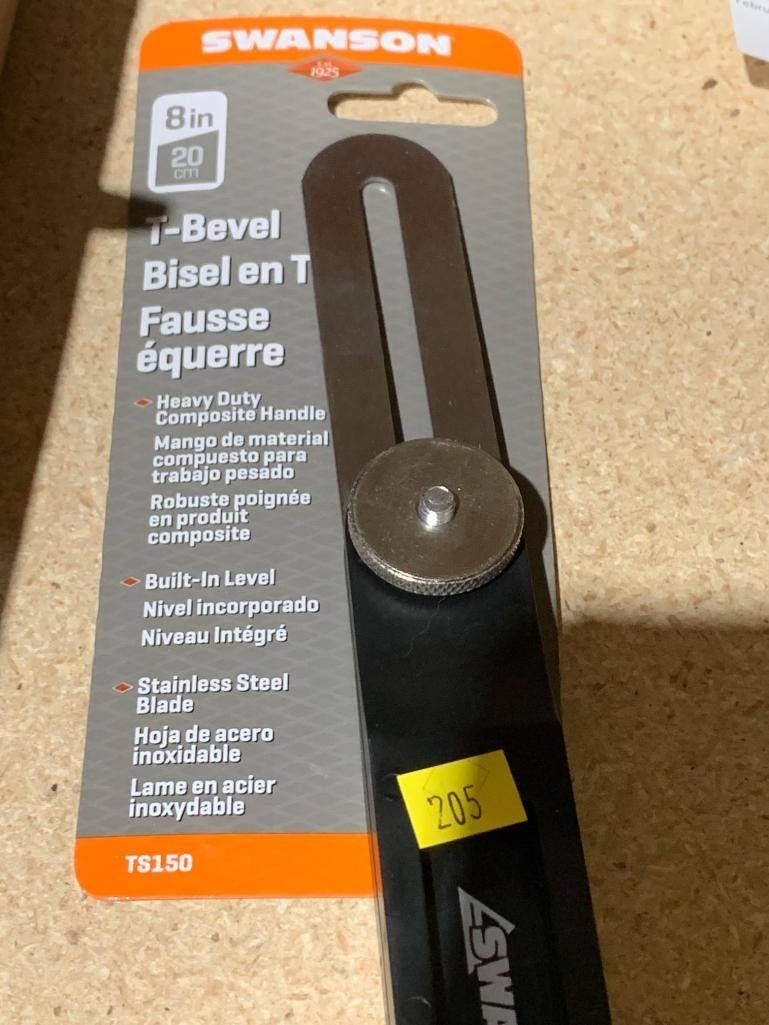 SWANSON
Est.
1925
8in
20
cm
T-Bevel
Bisel en T
Fausse
équerre
Heavy Duty
Composite Handle
Mango de material
compuesto para
trabajo pesado
Robuste poignée
en produit
composite
Built-In Level
Nivel incorporado
Niveau Intégré
Stainless Steel
Blade
Hoja de acero
inoxidable
Lame en acier
inoxydable
TS150
205
SWA